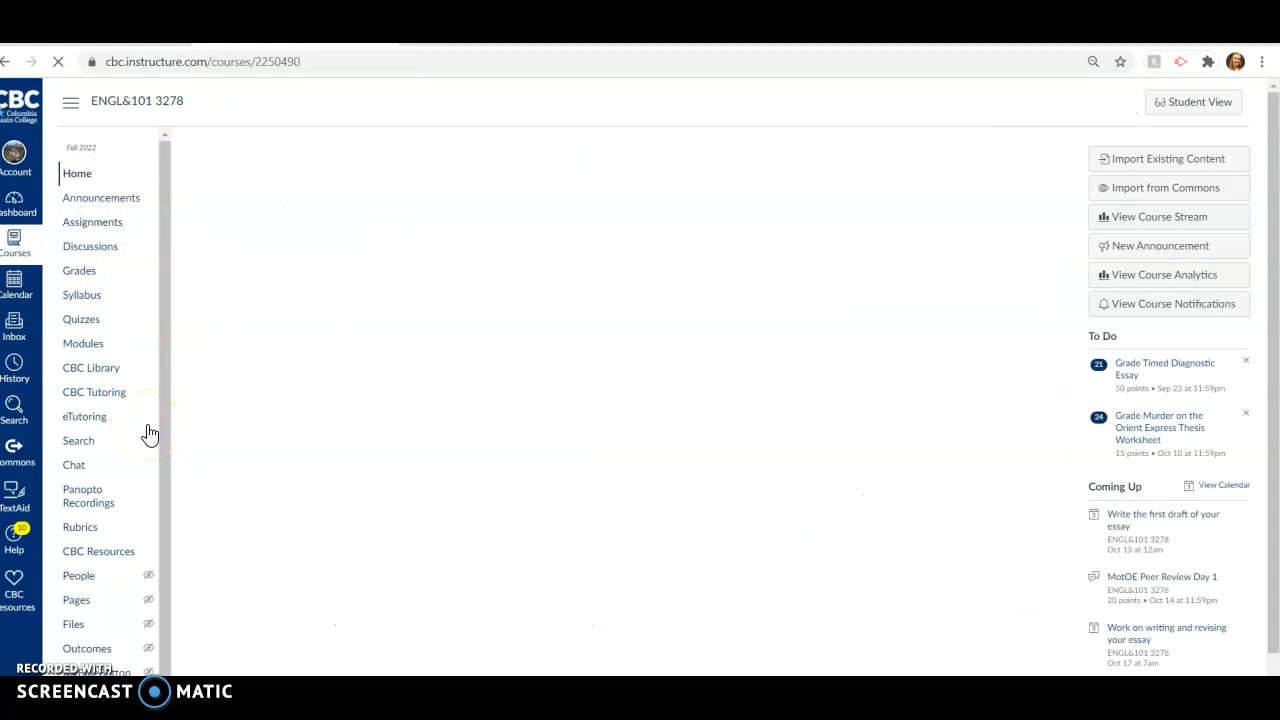 cbc.instructure.com/courses/2250490
CBC
Columbia
Basin College
ENGL&101 3278
Student View
Account
Dashboard
Courses
Calendar
Inbox
History
Search
Commons
TextAid
10
Help
CBC
Resources
Fall 2022
Home
Announcements
Assignments
Discussions
Grades
Syllabus
Quizzes
Modules
CBC Library
CBC Tutoring
eTutoring
Search
Chat
Panopto
Recordings
Rubrics
CBC Resources
People
Pages
Files
Outcomes
Import Existing Content
Import from Commons
View Course Stream
New Announcement
View Course Analytics
View Course Notifications
To Do
21 Grade Timed Diagnostic
Essay
50 points • Sep 22 at 11:59pm
24 Grade Murder on the
Orient Express Thesis
Worksheet
15 points • Oct 10 at 11:59pm
Coming Up View Calendar
Write the first draft of your
essay
ENGL&101 3278
Oct 13 at 12am
MotOE Peer Review Day 1
ENGL&101 3278
20 points • Oct 14 at 11:59pm
Work on writing and revising
your essay
ENGL&101 3278
Oct 17 at 7am
RECORDED WITH
SCREENCAST MATIC